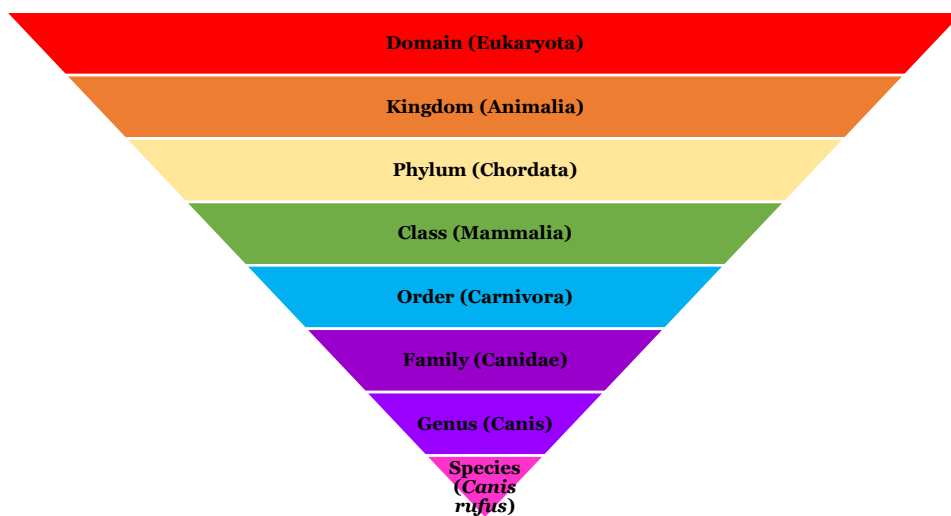 Domain (Eukaryota)
Kingdom (Animalia)
Phylum (Chordata)
Class (Mammalia)
Order (Carnivora)
Family (Canidae)
Genus (Canis)
Species
(Canis
rufus)